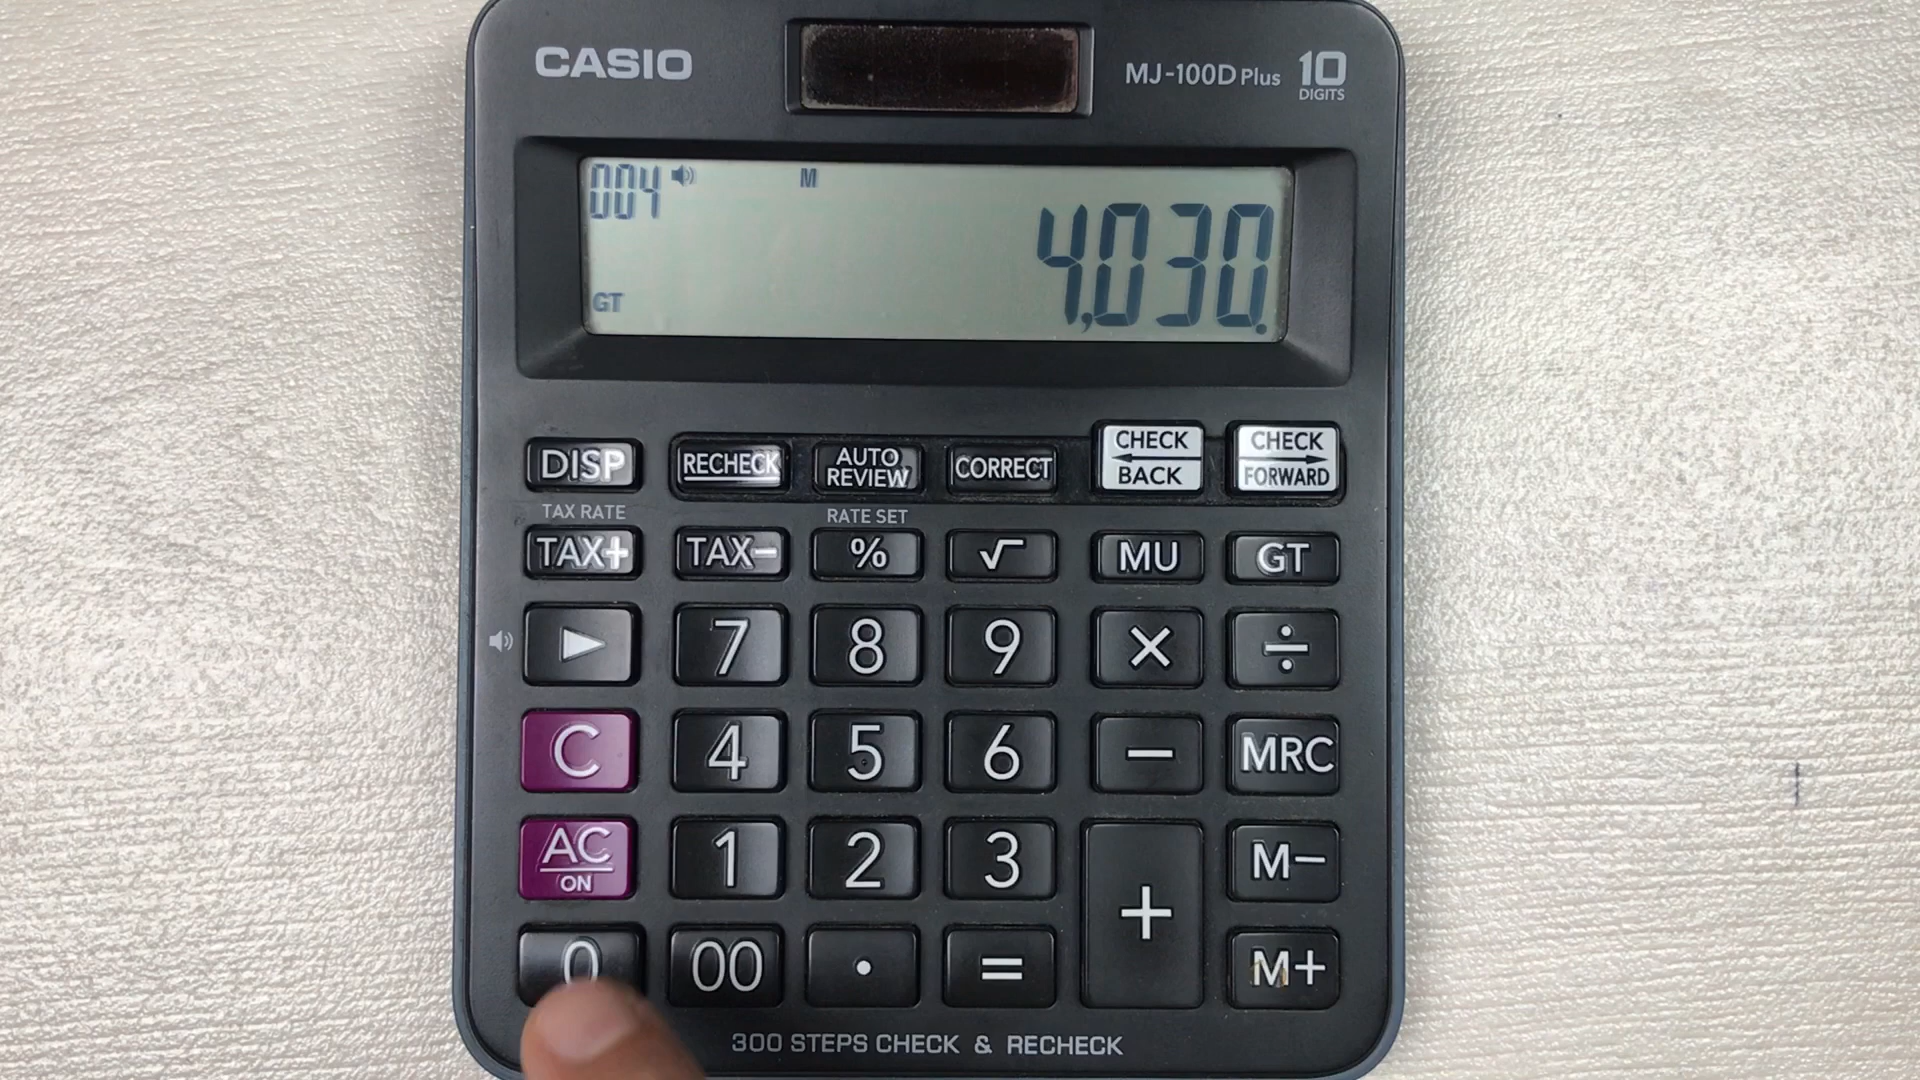 CASIO
MJ-100D Plus 10 DIGITS
004 M
4,030.
GT
DISP RECHECK AUTO REVIEW CORRECT CHECK BACK CHECK FORWARD
TAX RATE RATE SET
TAX+ TAX− % √ MU GT
▶ 7 8 9 × ÷
C 4 5 6 − MRC
AC ON 1 2 3 + M−
0 00 . = M+
300 STEPS CHECK & RECHECK